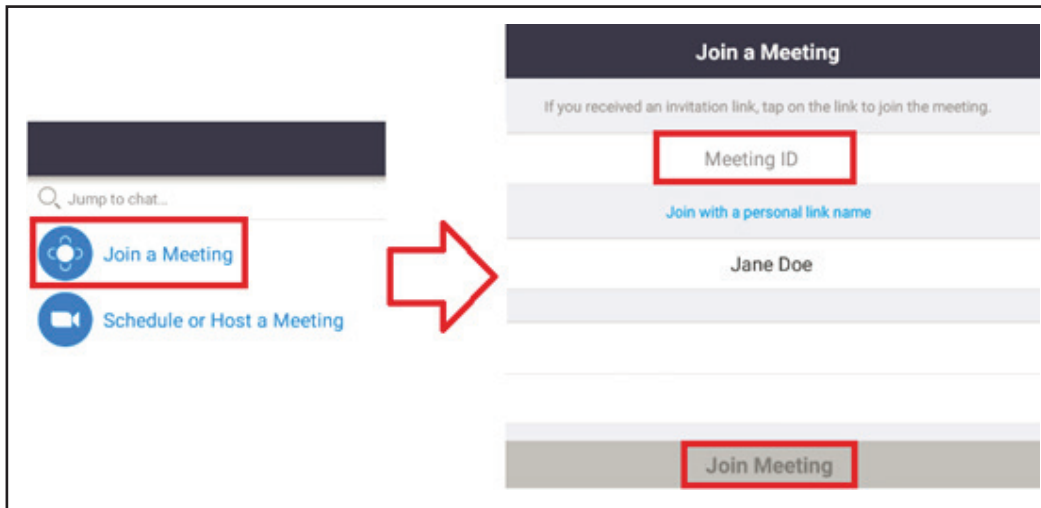 Jump to chat...
Join a Meeting
Schedule or Host a Meeting
Join a Meeting
If you received an invitation link, tap on the link to join the meeting.
Meeting ID
Join with a personal link name
Jane Doe
Join Meeting